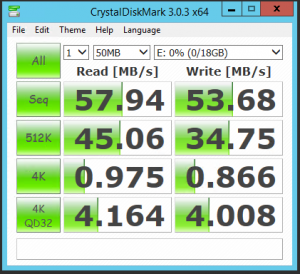 CrystalDiskMark 3.0.3 x64
File Edit Theme Help Language
All 1 50MB E: 0% (0/18GB)
Read [MB/s] Write [MB/s]
Seq 57.94 53.68
512K 45.06 34.75
4K 0.975 0.866
4K
QD32 4.164 4.008